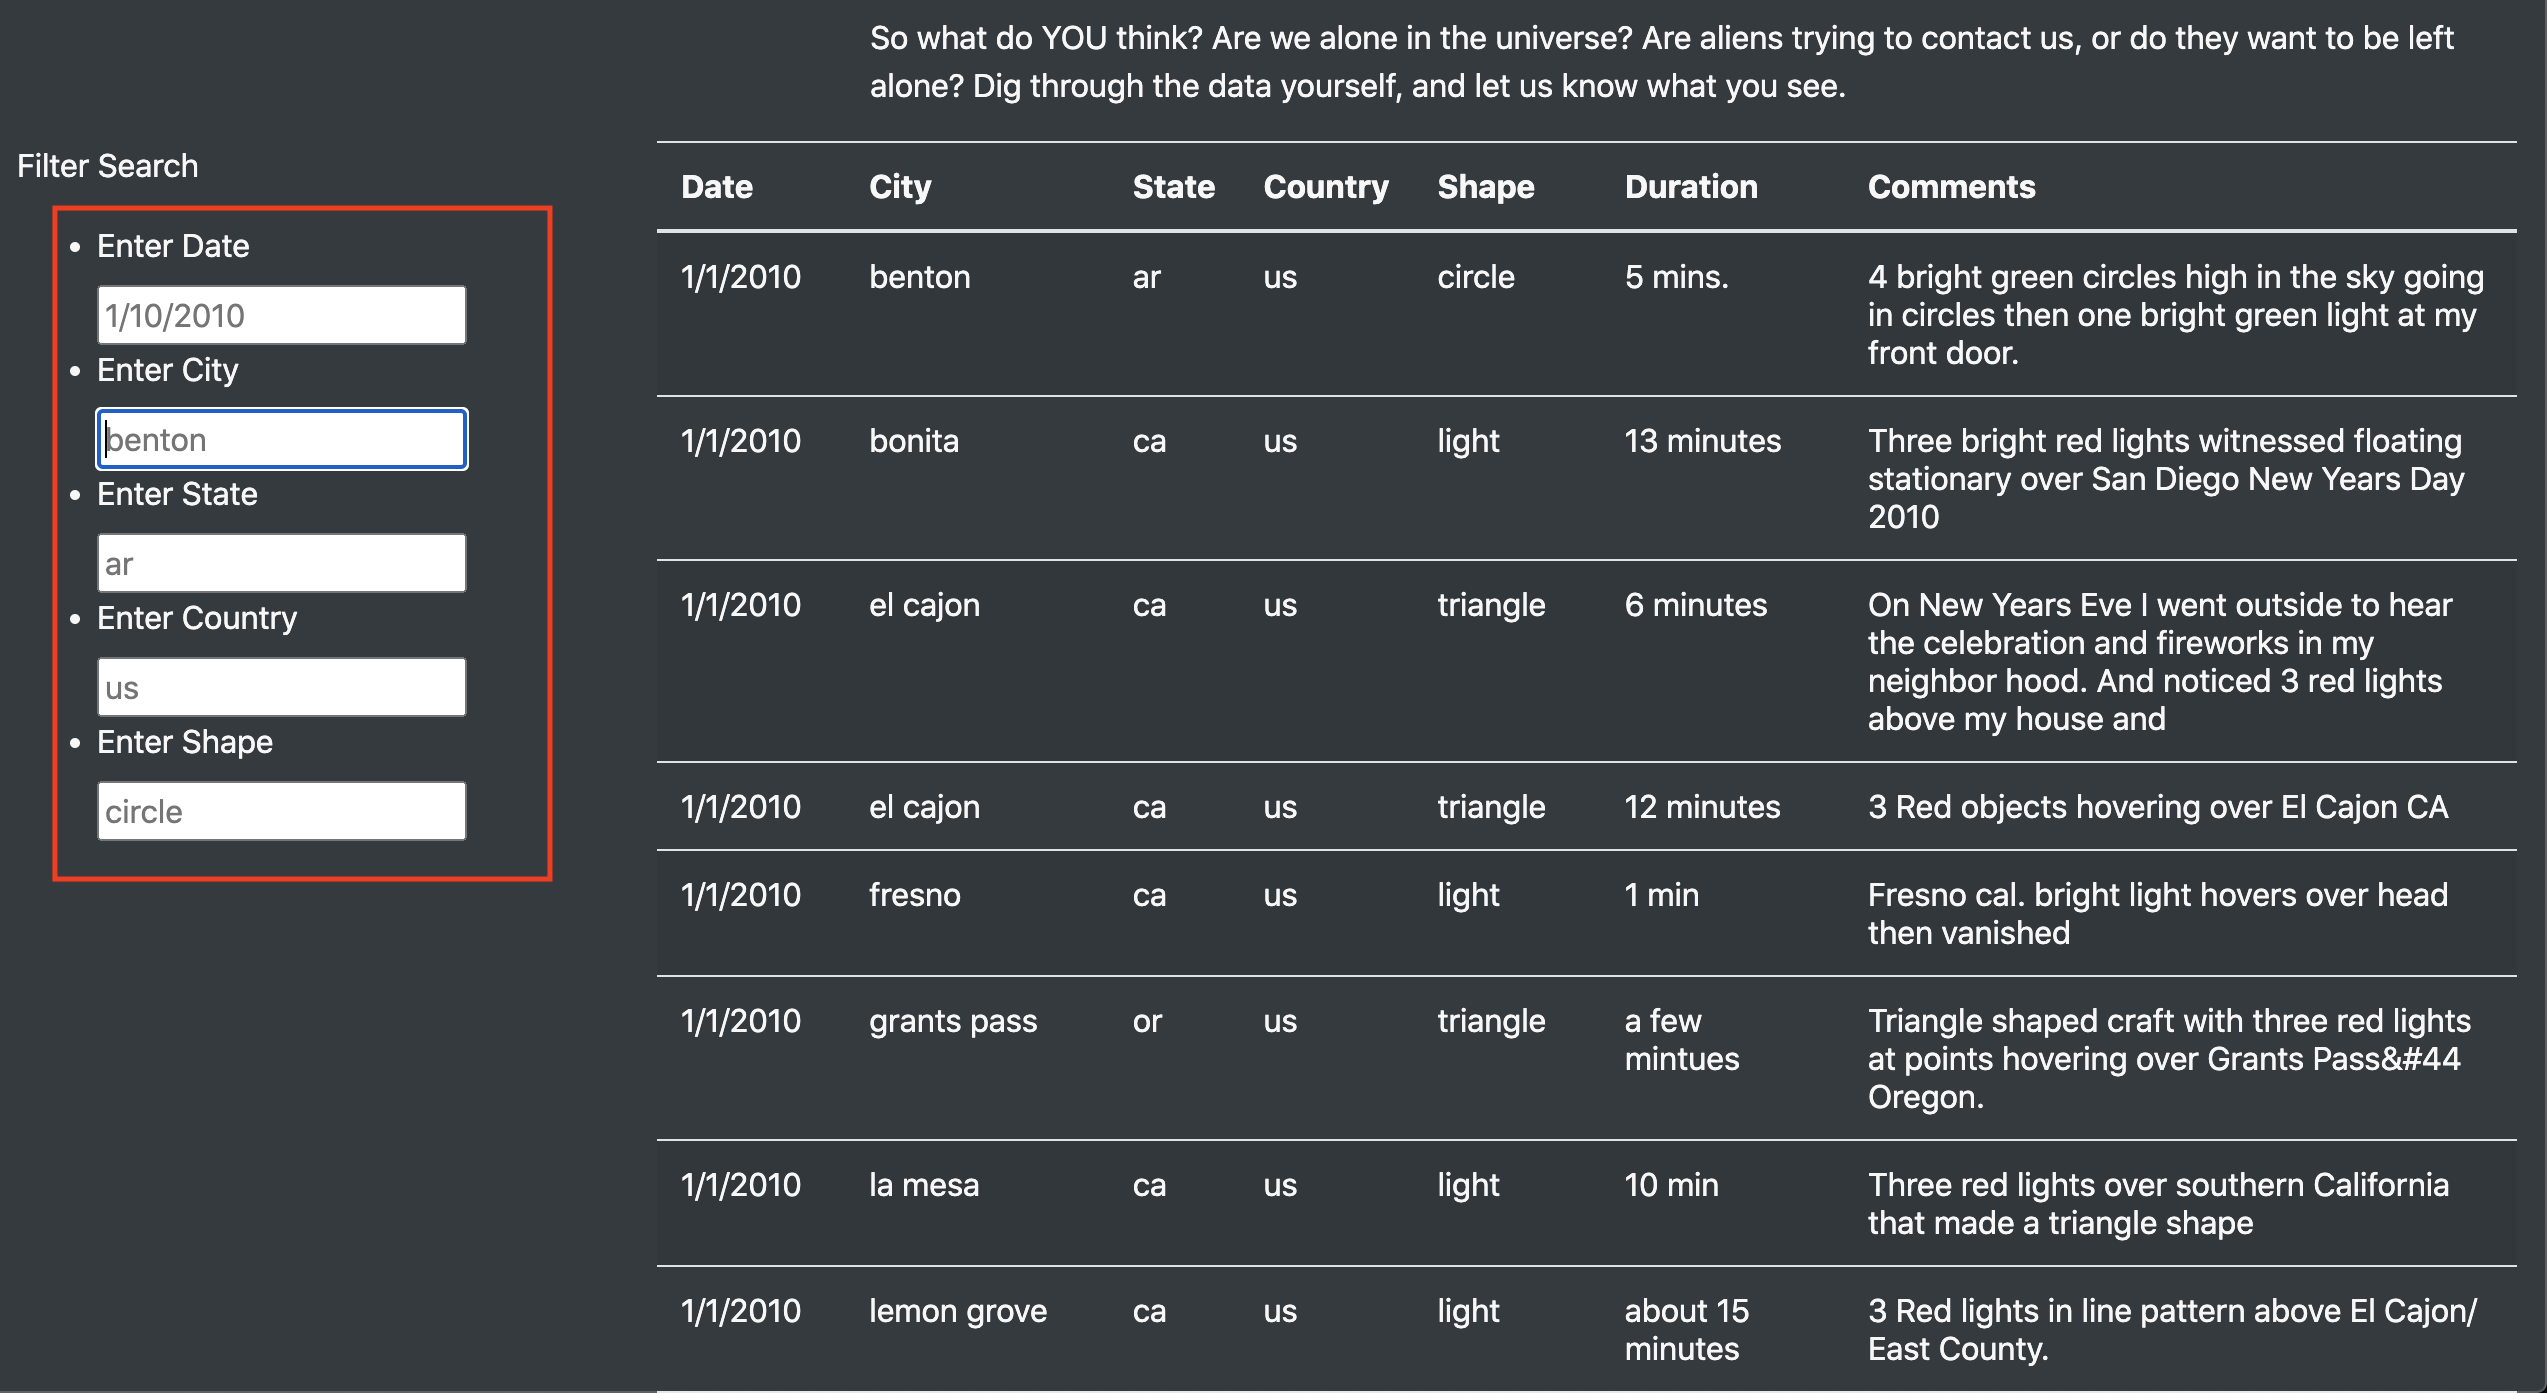 So what do YOU think? Are we alone in the universe? Are aliens trying to contact us, or do they want to be left
alone? Dig through the data yourself, and let us know what you see.
Filter Search
Enter Date
1/10/2010
Enter City
benton
Enter State
ar
Enter Country
us
Enter Shape
circle
Date City State Country Shape Duration Comments
1/1/2010 benton ar us circle 5 mins. 4 bright green circles high in the sky going
in circles then one bright green light at my
front door.
1/1/2010 bonita ca us light 13 minutes Three bright red lights witnessed floating
stationary over San Diego New Years Day
2010
1/1/2010 el cajon ca us triangle 6 minutes On New Years Eve I went outside to hear
the celebration and fireworks in my
neighbor hood. And noticed 3 red lights
above my house and
1/1/2010 el cajon ca us triangle 12 minutes 3 Red objects hovering over El Cajon CA
1/1/2010 fresno ca us light 1 min Fresno cal. bright light hovers over head
then vanished
1/1/2010 grants pass or us triangle a few Triangle shaped craft with three red lights
mintues at points hovering over Grants Pass&#44
Oregon.
1/1/2010 la mesa ca us light 10 min Three red lights over southern California
that made a triangle shape
1/1/2010 lemon grove ca us light about 15 3 Red lights in line pattern above El Cajon/
minutes East County.